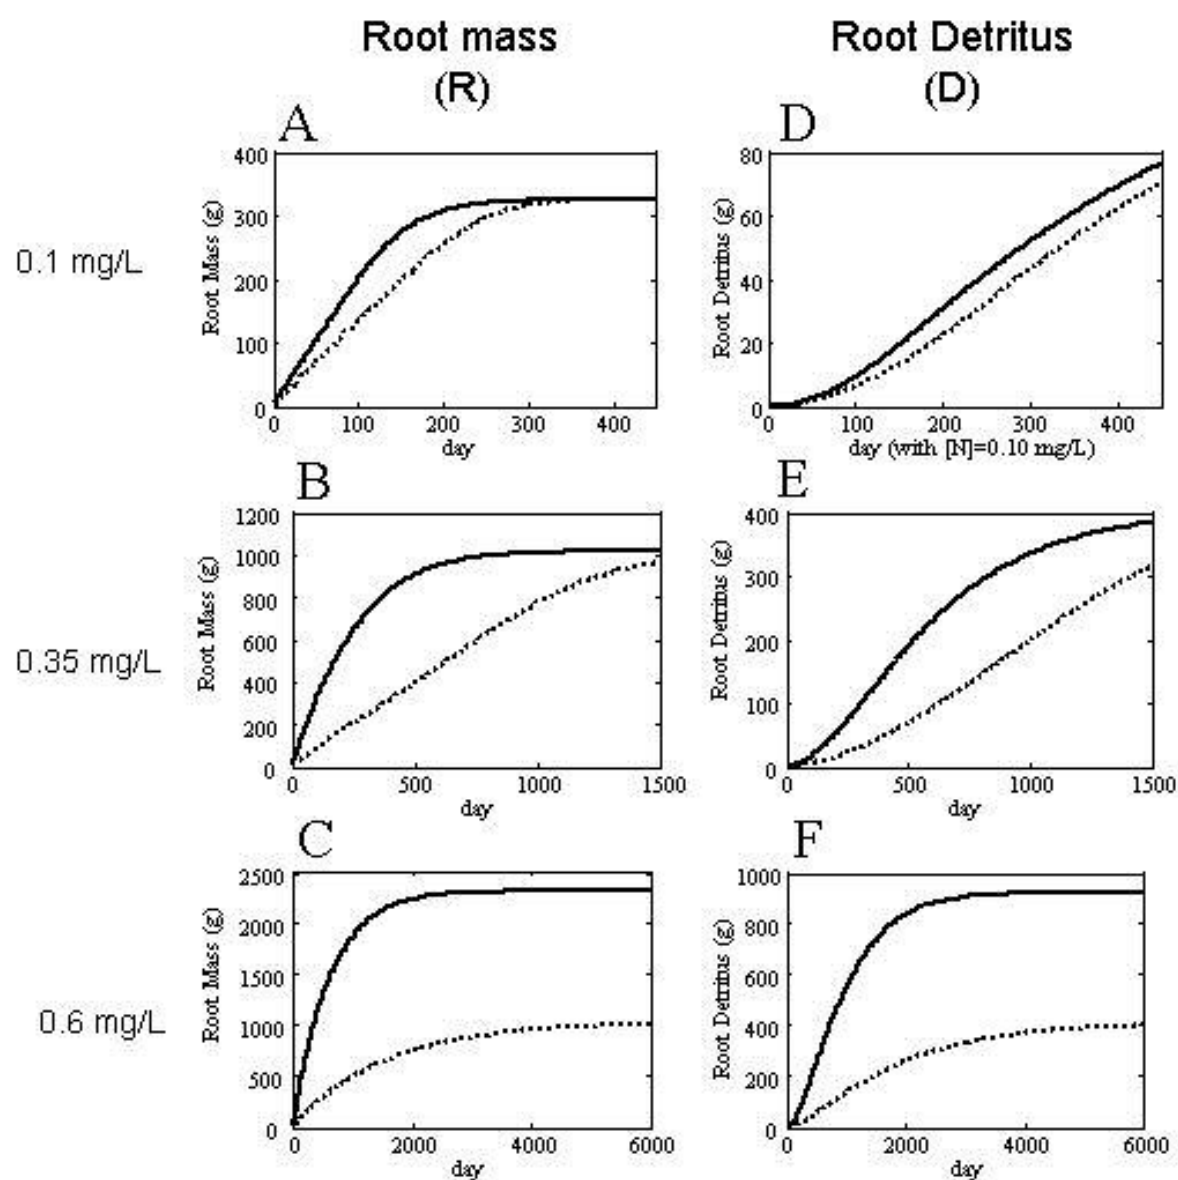 Root mass
(R)
Root Detritus
(D)
0.1 mg/L
A
Root Mass (g)
400
300
200
100
0
0 100 200 300 400
day
D
Root Detritus (g)
80
60
40
20
0
0 100 200 300 400
day (with [N]=0.10 mg/L)
0.35 mg/L
B
Root Mass (g)
1200
1000
800
600
400
200
0
0 500 1000 1500
day
E
Root Detritus (g)
400
300
200
100
0
0 500 1000 1500
day
0.6 mg/L
C
Root Mass (g)
2500
2000
1500
1000
500
0
0 2000 4000 6000
day
F
Root Detritus (g)
1000
800
600
400
200
0
0 2000 4000 6000
day